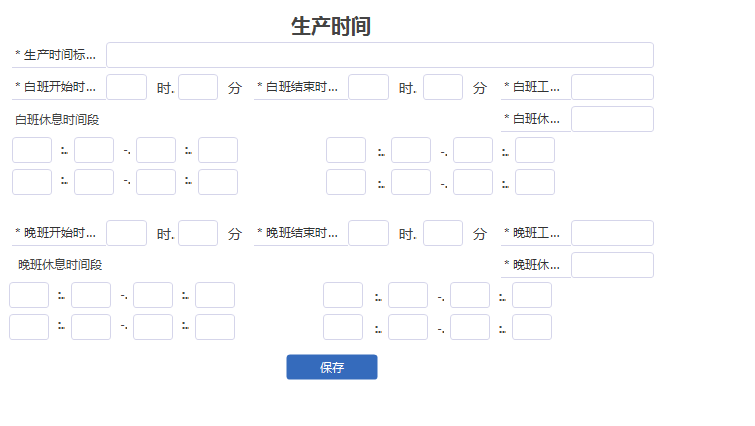 生产时间
* 生产时间标...
* 白班开始时... 时. 分 * 白班结束时... 时. 分 * 白班工...
白班休息时间段 * 白班休...
:.. -. :.. :.. -. :..
:.. -. :.. :.. -. :..
* 晚班开始时... 时. 分 * 晚班结束时... 时. 分 * 晚班工...
晚班休息时间段 * 晚班休...
:.. -. :.. :.. -. :..
:.. -. :.. :.. -. :..
保存